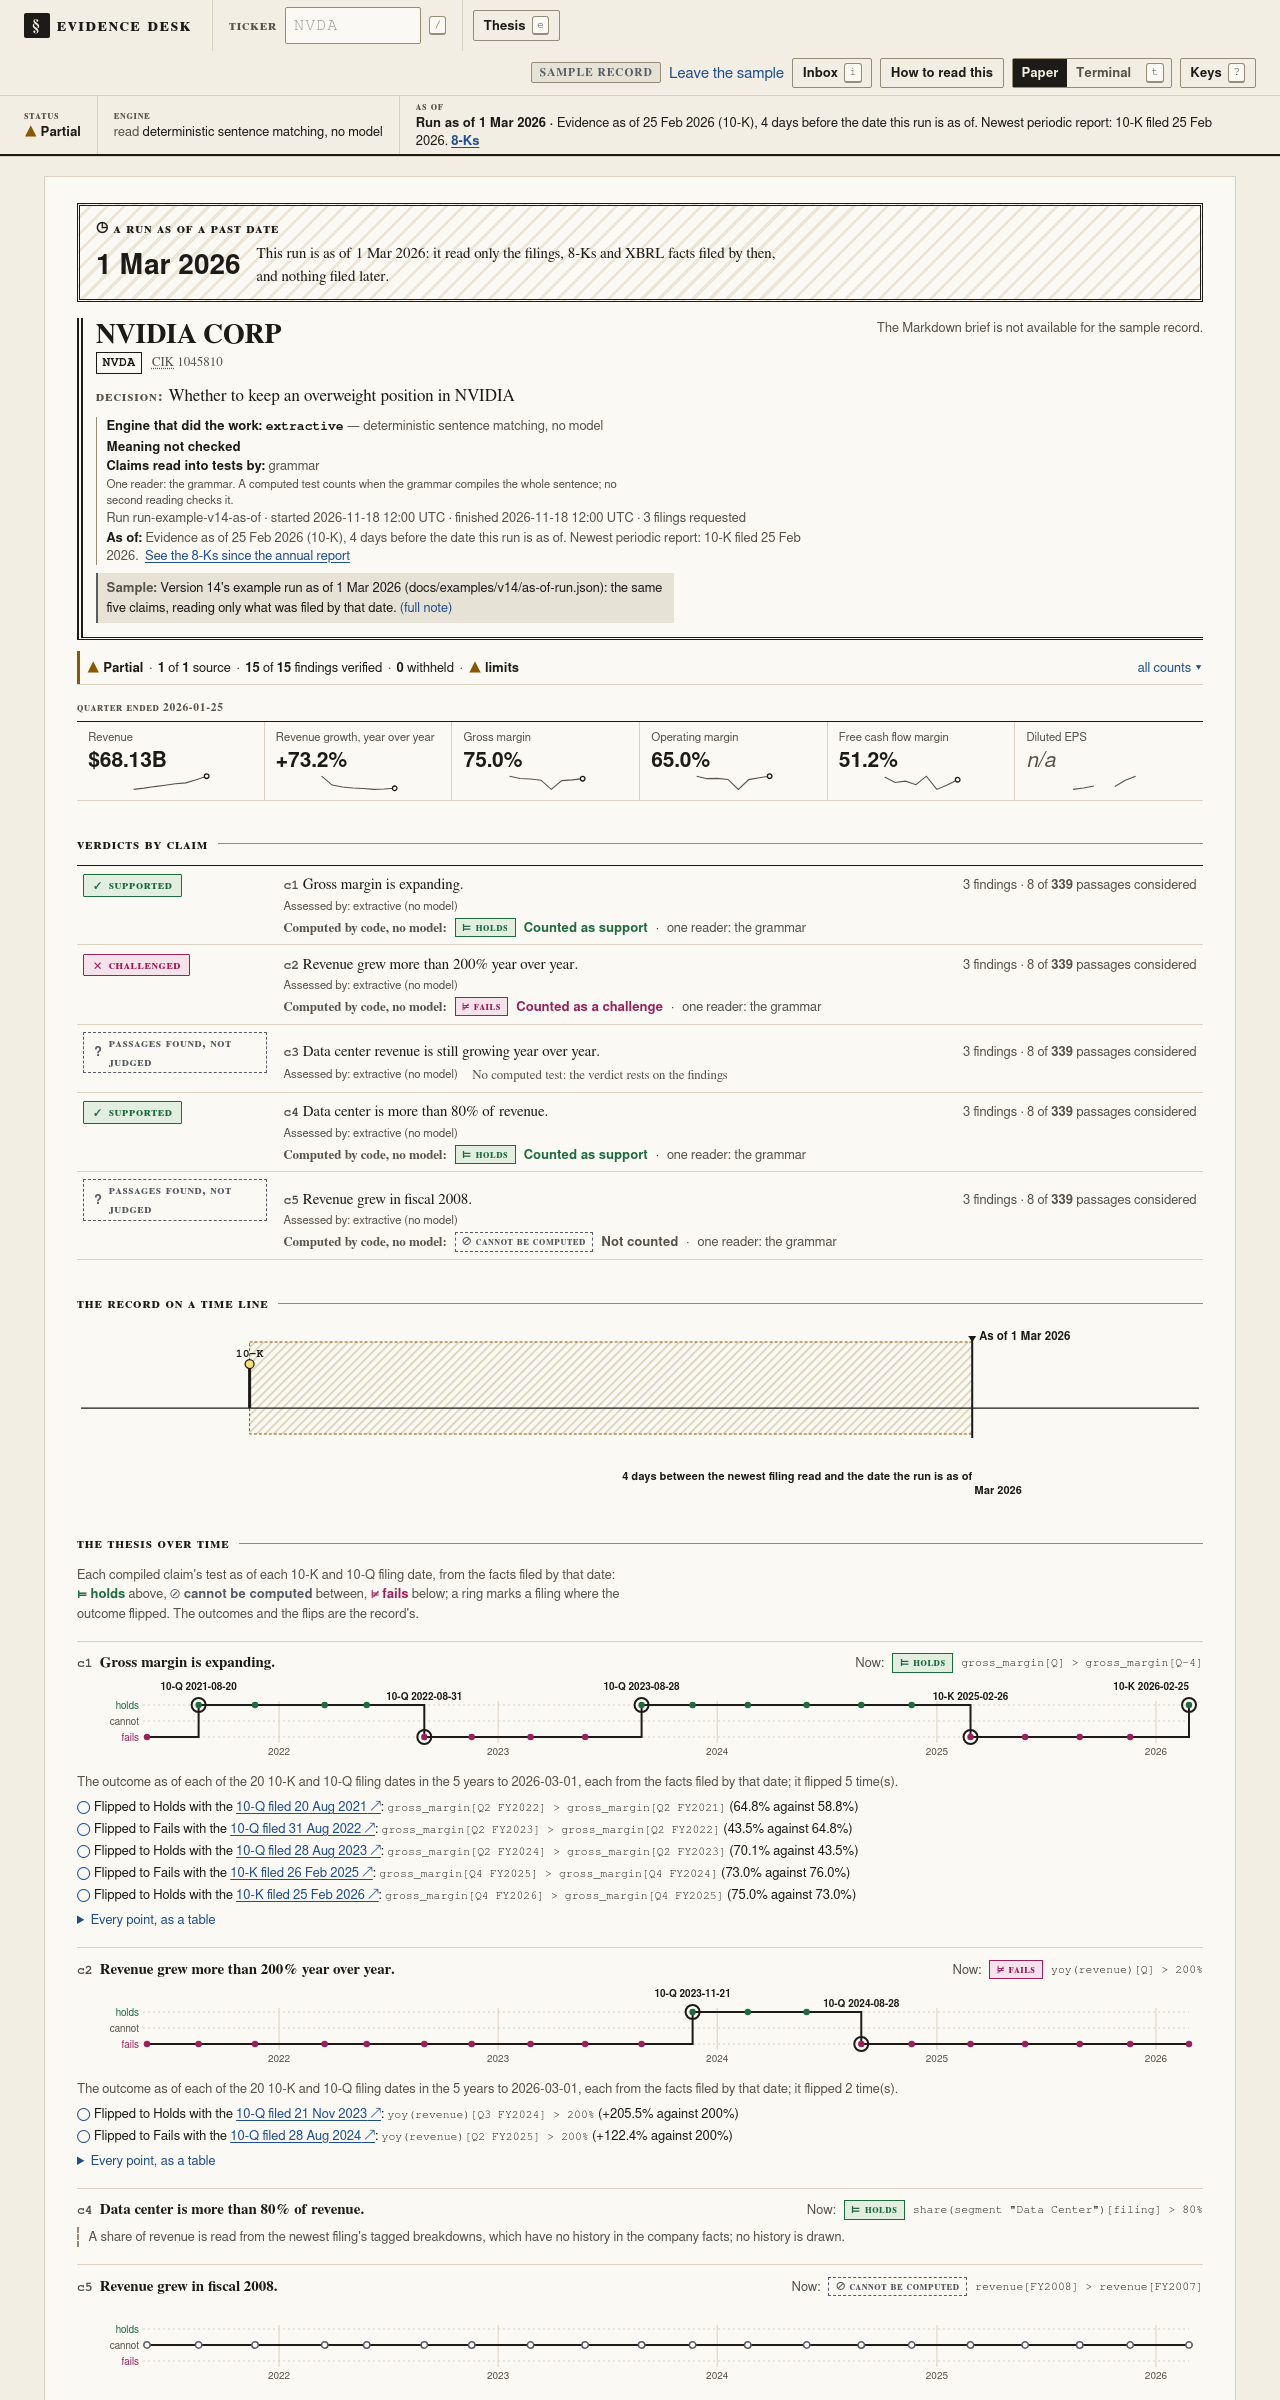 § EVIDENCE DESK TICKER NVDA / Thesis e
SAMPLE RECORD Leave the sample Inbox i How to read this Paper Terminal t Keys ?
STATUS
▲ Partial
ENGINE
read deterministic sentence matching, no model
AS OF
Run as of 1 Mar 2026 · Evidence as of 25 Feb 2026 (10-K), 4 days before the date this run is as of. Newest periodic report: 10-K filed 25 Feb
2026. 8-Ks
A RUN AS OF A PAST DATE
1 Mar 2026
This run is as of 1 Mar 2026: it read only the filings, 8-Ks and XBRL facts filed by then,
and nothing filed later.
NVIDIA CORP
The Markdown brief is not available for the sample record.
NVDA CIK 1045810
DECISION: Whether to keep an overweight position in NVIDIA
Engine that did the work: extractive — deterministic sentence matching, no model
Meaning not checked
Claims read into tests by: grammar
One reader: the grammar. A computed test counts when the grammar compiles the whole sentence; no
second reading checks it.
Run run-example-v14-as-of · started 2026-11-18 12:00 UTC · finished 2026-11-18 12:00 UTC · 3 filings requested
As of: Evidence as of 25 Feb 2026 (10-K), 4 days before the date this run is as of. Newest periodic report: 10-K filed 25 Feb
2026. See the 8-Ks since the annual report
Sample: Version 14's example run as of 1 Mar 2026 (docs/examples/v14/as-of-run.json): the same
five claims, reading only what was filed by that date. (full note)
▲ Partial · 1 of 1 source · 15 of 15 findings verified · 0 withheld · ▲ limits
all counts ▾
QUARTER ENDED 2026-01-25
Revenue
$68.13B
Revenue growth, year over year
+73.2%
Gross margin
75.0%
Operating margin
65.0%
Free cash flow margin
51.2%
Diluted EPS
n/a
VERDICTS BY CLAIM
✓ SUPPORTED
c1 Gross margin is expanding.
3 findings · 8 of 339 passages considered
Assessed by: extractive (no model)
Computed by code, no model: ⊨ HOLDS Counted as support · one reader: the grammar
✕ CHALLENGED
c2 Revenue grew more than 200% year over year.
3 findings · 8 of 339 passages considered
Assessed by: extractive (no model)
Computed by code, no model: ⊭ FAILS Counted as a challenge · one reader: the grammar
? PASSAGES FOUND, NOT
JUDGED
c3 Data center revenue is still growing year over year.
3 findings · 8 of 339 passages considered
Assessed by: extractive (no model) No computed test: the verdict rests on the findings
✓ SUPPORTED
c4 Data center is more than 80% of revenue.
3 findings · 8 of 339 passages considered
Assessed by: extractive (no model)
Computed by code, no model: ⊨ HOLDS Counted as support · one reader: the grammar
? PASSAGES FOUND, NOT
JUDGED
c5 Revenue grew in fiscal 2008.
3 findings · 8 of 339 passages considered
Assessed by: extractive (no model)
Computed by code, no model: ⊘ CANNOT BE COMPUTED Not counted · one reader: the grammar
THE RECORD ON A TIME LINE
As of 1 Mar 2026
10-K
4 days between the newest filing read and the date the run is as of
Mar 2026
THE THESIS OVER TIME
Each compiled claim's test as of each 10-K and 10-Q filing date, from the facts filed by that date:
⊨ holds above, ⊘ cannot be computed between, ⊭ fails below; a ring marks a filing where the
outcome flipped. The outcomes and the flips are the record's.
c1 Gross margin is expanding.
Now: ⊨ HOLDS gross_margin[Q] > gross_margin[Q-4]
10-Q 2021-08-20 10-Q 2022-08-31 10-Q 2023-08-28 10-K 2025-02-26 10-K 2026-02-25
holds
cannot
fails
2022 2023 2024 2025 2026
The outcome as of each of the 20 10-K and 10-Q filing dates in the 5 years to 2026-03-01, each from the facts filed by that date; it flipped 5 time(s).
Flipped to Holds with the 10-Q filed 20 Aug 2021 ↗: gross_margin[Q2 FY2022] > gross_margin[Q2 FY2021] (64.8% against 58.8%)
Flipped to Fails with the 10-Q filed 31 Aug 2022 ↗: gross_margin[Q2 FY2023] > gross_margin[Q2 FY2022] (43.5% against 64.8%)
Flipped to Holds with the 10-Q filed 28 Aug 2023 ↗: gross_margin[Q2 FY2024] > gross_margin[Q2 FY2023] (70.1% against 43.5%)
Flipped to Fails with the 10-K filed 26 Feb 2025 ↗: gross_margin[Q4 FY2025] > gross_margin[Q4 FY2024] (73.0% against 76.0%)
Flipped to Holds with the 10-K filed 25 Feb 2026 ↗: gross_margin[Q4 FY2026] > gross_margin[Q4 FY2025] (75.0% against 73.0%)
▶ Every point, as a table
c2 Revenue grew more than 200% year over year.
Now: ⊭ FAILS yoy(revenue)[Q] > 200%
10-Q 2023-11-21 10-Q 2024-08-28
holds
cannot
fails
2022 2023 2024 2025 2026
The outcome as of each of the 20 10-K and 10-Q filing dates in the 5 years to 2026-03-01, each from the facts filed by that date; it flipped 2 time(s).
Flipped to Holds with the 10-Q filed 21 Nov 2023 ↗: yoy(revenue)[Q3 FY2024] > 200% (+205.5% against 200%)
Flipped to Fails with the 10-Q filed 28 Aug 2024 ↗: yoy(revenue)[Q2 FY2025] > 200% (+122.4% against 200%)
▶ Every point, as a table
c4 Data center is more than 80% of revenue.
Now: ⊨ HOLDS share(segment "Data Center")[filing] > 80%
A share of revenue is read from the newest filing's tagged breakdowns, which have no history in the company facts; no history is drawn.
c5 Revenue grew in fiscal 2008.
Now: ⊘ CANNOT BE COMPUTED revenue[FY2008] > revenue[FY2007]
holds
cannot
fails
2022 2023 2024 2025 2026